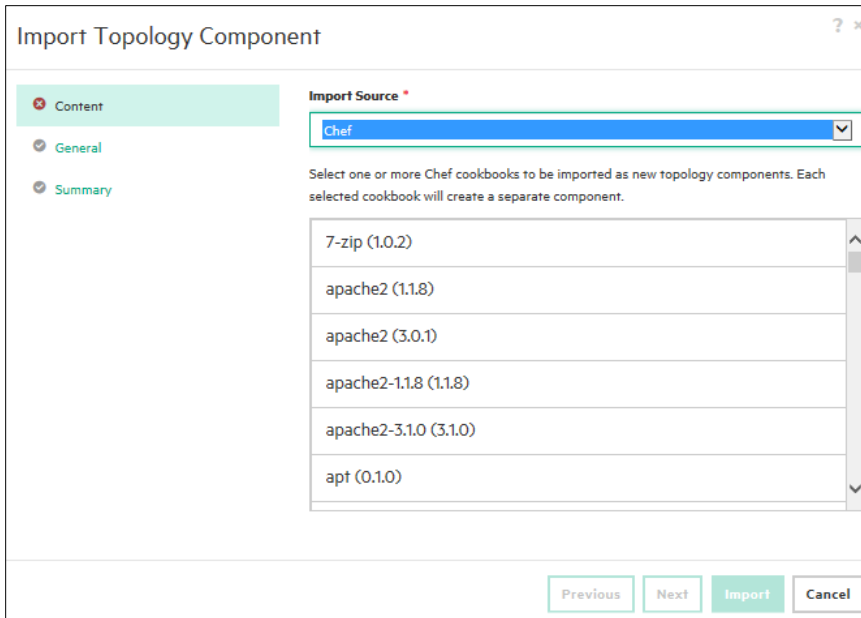 Import Topology Component
?
Content
General
Summary
Import Source *
Chef
Select one or more Chef cookbooks to be imported as new topology components. Each
selected cookbook will create a separate component.
7-zip (1.0.2)
apache2 (1.1.8)
apache2 (3.0.1)
apache2-1.1.8 (1.1.8)
apache2-3.1.0 (3.1.0)
apt (0.1.0)
Previous
Next
Import
Cancel